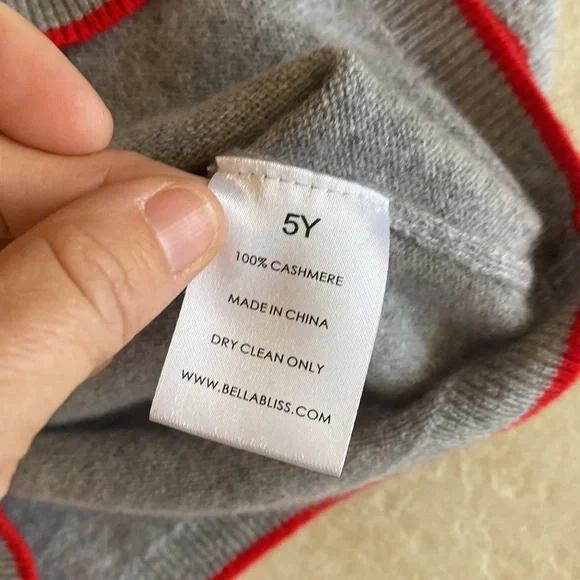 5Y
100% CASHMERE
MADE IN CHINA
DRY CLEAN ONLY
WWW.BELLABLISS.COM